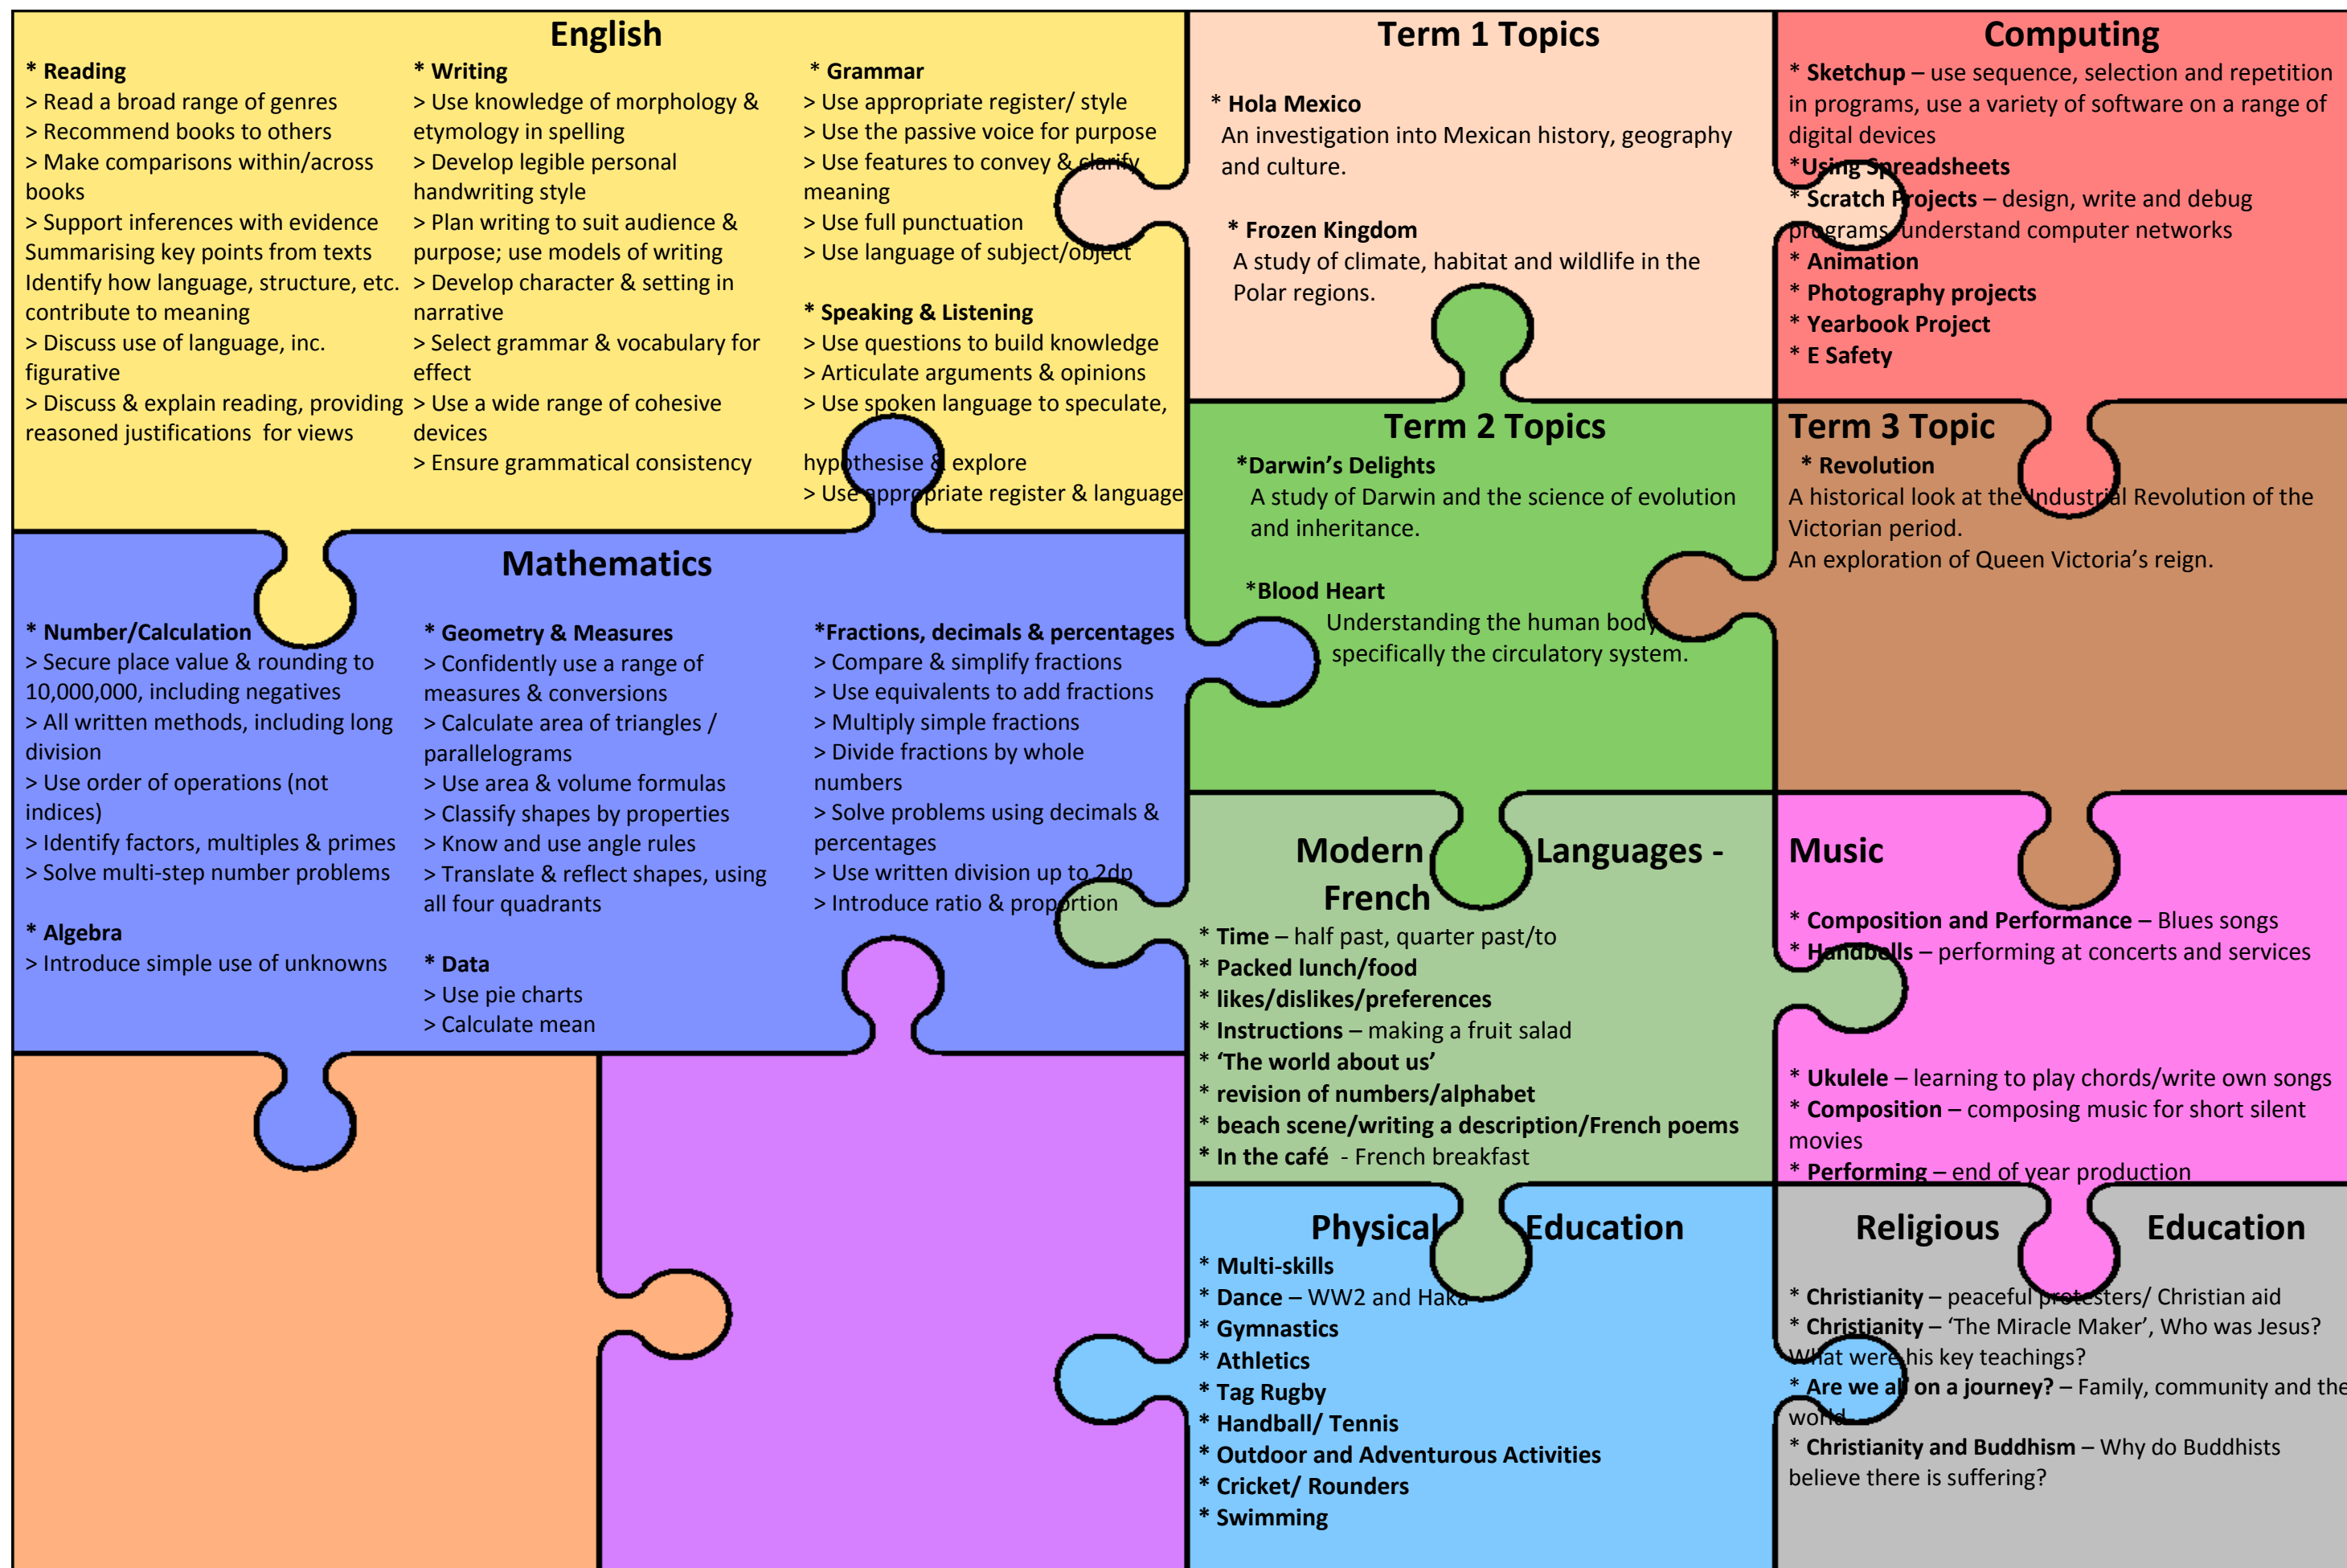 English
* Reading
> Read a broad range of genres
> Recommend books to others
> Make comparisons within/across
books
> Support inferences with evidence
Summarising key points from texts
Identify how language, structure, etc.
contribute to meaning
> Discuss use of language, inc.
figurative
> Discuss & explain reading, providing
reasoned justifications  for views
* Writing
> Use knowledge of morphology &
etymology in spelling
> Develop legible personal
handwriting style
> Plan writing to suit audience &
purpose; use models of writing
> Develop character & setting in
narrative
> Select grammar & vocabulary for
effect
> Use a wide range of cohesive
devices
> Ensure grammatical consistency
* Grammar
> Use appropriate register/ style
> Use the passive voice for purpose
> Use features to convey & clarify
meaning
> Use full punctuation
> Use language of subject/object
* Speaking & Listening
> Use questions to build knowledge
> Articulate arguments & opinions
> Use spoken language to speculate,
hypothesise & explore
> Use appropriate register & language
Term 1 Topics
* Hola Mexico
An investigation into Mexican history, geography
and culture.
* Frozen Kingdom
A study of climate, habitat and wildlife in the
Polar regions.
Computing
* Sketchup – use sequence, selection and repetition
in programs, use a variety of software on a range of
digital devices
*Using Spreadsheets
* Scratch Projects – design, write and debug
programs, understand computer networks
* Animation
* Photography projects
* Yearbook Project
* E Safety
Term 2 Topics
*Darwin's Delights
A study of Darwin and the science of evolution
and inheritance.
*Blood Heart
Understanding the human body
specifically the circulatory system.
Term 3 Topic
* Revolution
A historical look at the Industrial Revolution of the
Victorian period.
An exploration of Queen Victoria's reign.
Mathematics
* Number/Calculation
> Secure place value & rounding to
10,000,000, including negatives
> All written methods, including long
division
> Use order of operations (not
indices)
> Identify factors, multiples & primes
> Solve multi-step number problems
* Algebra
> Introduce simple use of unknowns
* Geometry & Measures
> Confidently use a range of
measures & conversions
> Calculate area of triangles /
parallelograms
> Use area & volume formulas
> Classify shapes by properties
> Know and use angle rules
> Translate & reflect shapes, using
all four quadrants
* Data
> Use pie charts
> Calculate mean
*Fractions, decimals & percentages
> Compare & simplify fractions
> Use equivalents to add fractions
> Multiply simple fractions
> Divide fractions by whole
numbers
> Solve problems using decimals &
percentages
> Use written division up to 2dp
> Introduce ratio & proportion
Modern Languages -
French
* Time – half past, quarter past/to
* Packed lunch/food
* likes/dislikes/preferences
* Instructions – making a fruit salad
* ‘The world about us’
* revision of numbers/alphabet
* beach scene/writing a description/French poems
* In the café  - French breakfast
Music
* Composition and Performance – Blues songs
* Handbells – performing at concerts and services
* Ukulele – learning to play chords/write own songs
* Composition – composing music for short silent
movies
* Performing – end of year production
Physical Education
* Multi-skills
* Dance – WW2 and Haka
* Gymnastics
* Athletics
* Tag Rugby
* Handball/ Tennis
* Outdoor and Adventurous Activities
* Cricket/ Rounders
* Swimming
Religious Education
* Christianity – peaceful protesters/ Christian aid
* Christianity – ‘The Miracle Maker’, Who was Jesus?
What were his key teachings?
* Are we all on a journey? – Family, community and the
world
* Christianity and Buddhism – Why do Buddhists
believe there is suffering?